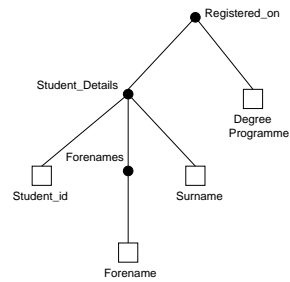 Registered_on
Student_Details
Degree
Programme
Forenames
Student_id
Surname
Forename